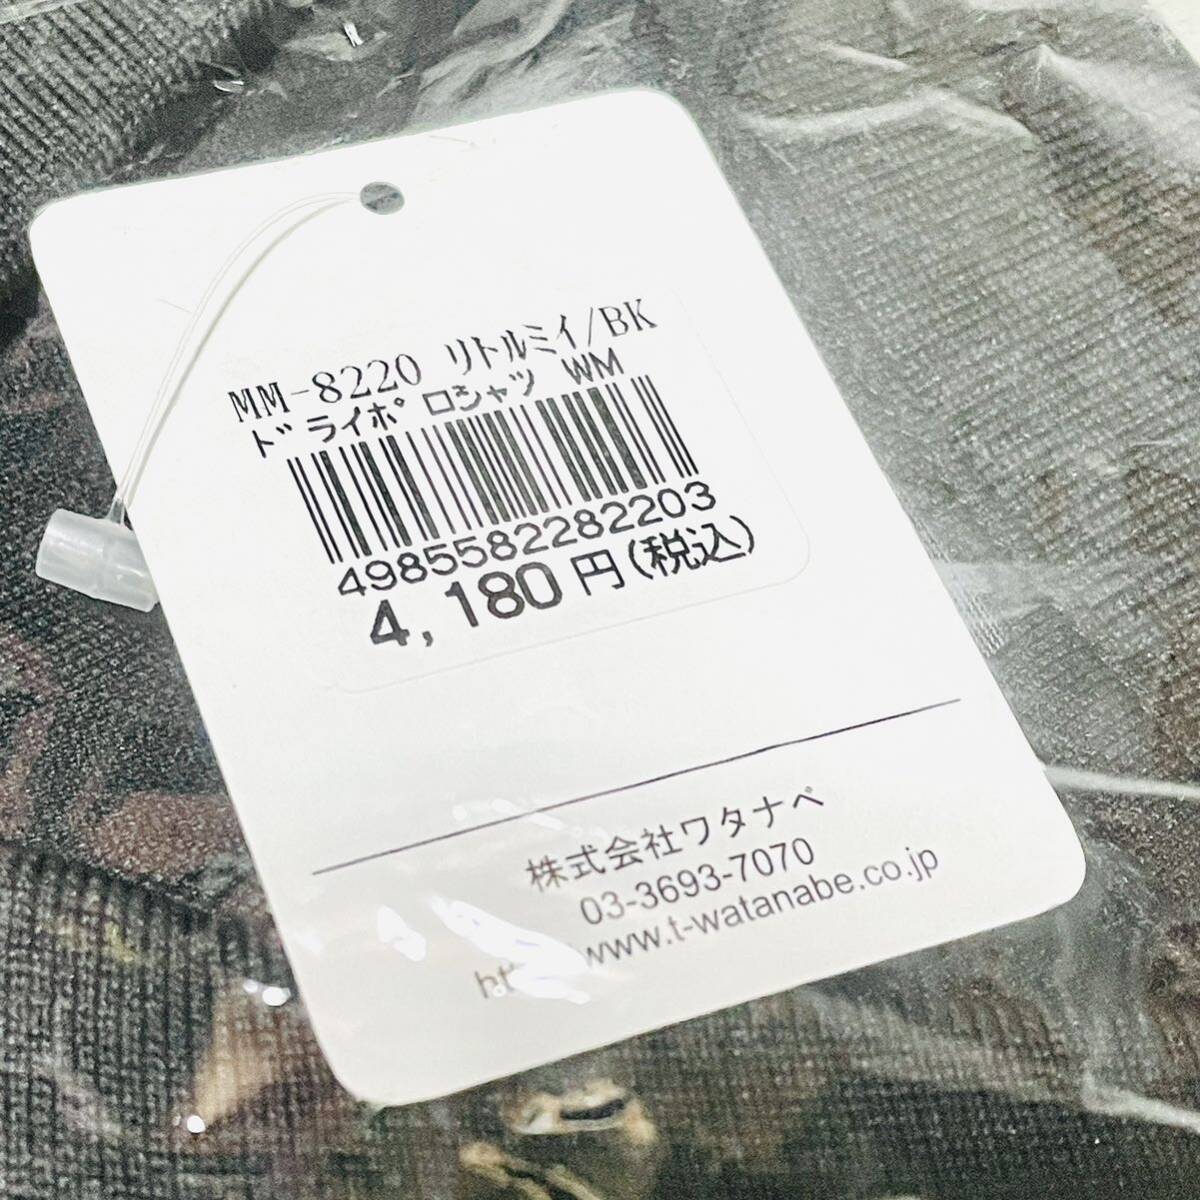 MM-8220 リトルミイ/BK
ドライポロシャツ WM
4985582282203
4,180円(税込)
株式会社ワタナベ
03-3693-7070
www.t-watanabe.co.jp